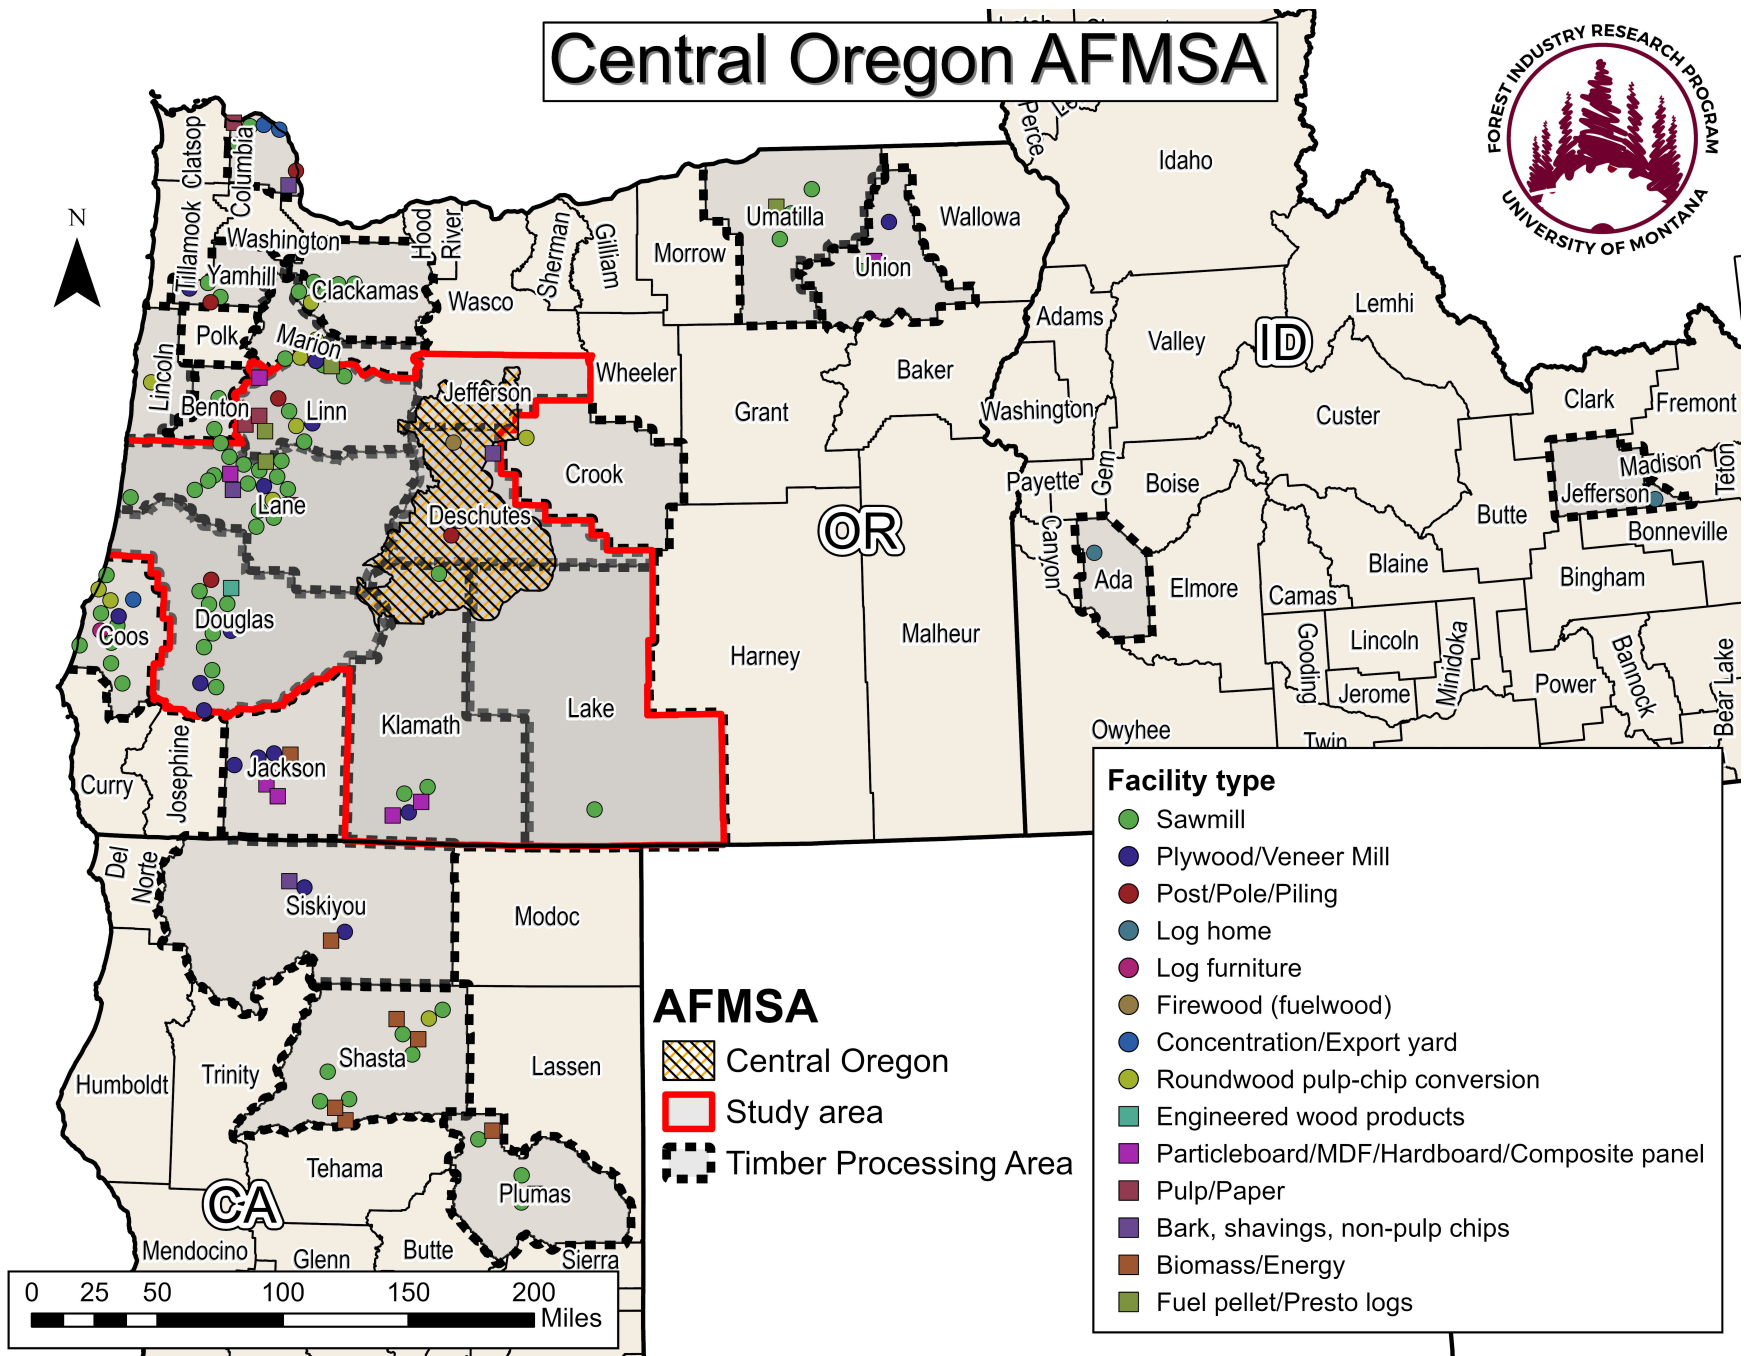 Central Oregon AFMSA
FOREST INDUSTRY RESEARCH PROGRAM
UNIVERSITY OF MONTANA
N
Clatsop
Columbia
Tillamook
Washington
Yamhill
Clackamas
Hood
River
Wasco
Sherman
Gilliam
Morrow
Umatilla
Union
Wallowa
Perce
Idaho
Polk
Marion
Lincoln
Benton
Linn
Jefferson
Wheeler
Grant
Baker
Adams
Washington
Valley
ID
Lemhi
Custer
Clark
Fremont
Madison
Teton
Jefferson
Crook
Lane
Deschutes
OR
Payette
Gem
Boise
Canyon
Ada
Elmore
Camas
Blaine
Butte
Bonneville
Bingham
Coos
Douglas
Harney
Malheur
Gooding
Lincoln
Jerome
Minidoka
Power
Bannock
Bear Lake
Owyhee
Twin
Curry
Josephine
Jackson
Klamath
Lake
Del
Norte
Siskiyou
Modoc
Humboldt
Trinity
Shasta
Lassen
Tehama
Plumas
CA
Mendocino
Glenn
Butte
Sierra
AFMSA
Central Oregon
Study area
Timber Processing Area
Facility type
Sawmill
Plywood/Veneer Mill
Post/Pole/Piling
Log home
Log furniture
Firewood (fuelwood)
Concentration/Export yard
Roundwood pulp-chip conversion
Engineered wood products
Particleboard/MDF/Hardboard/Composite panel
Pulp/Paper
Bark, shavings, non-pulp chips
Biomass/Energy
Fuel pellet/Presto logs
0 25 50 100 150 200
Miles